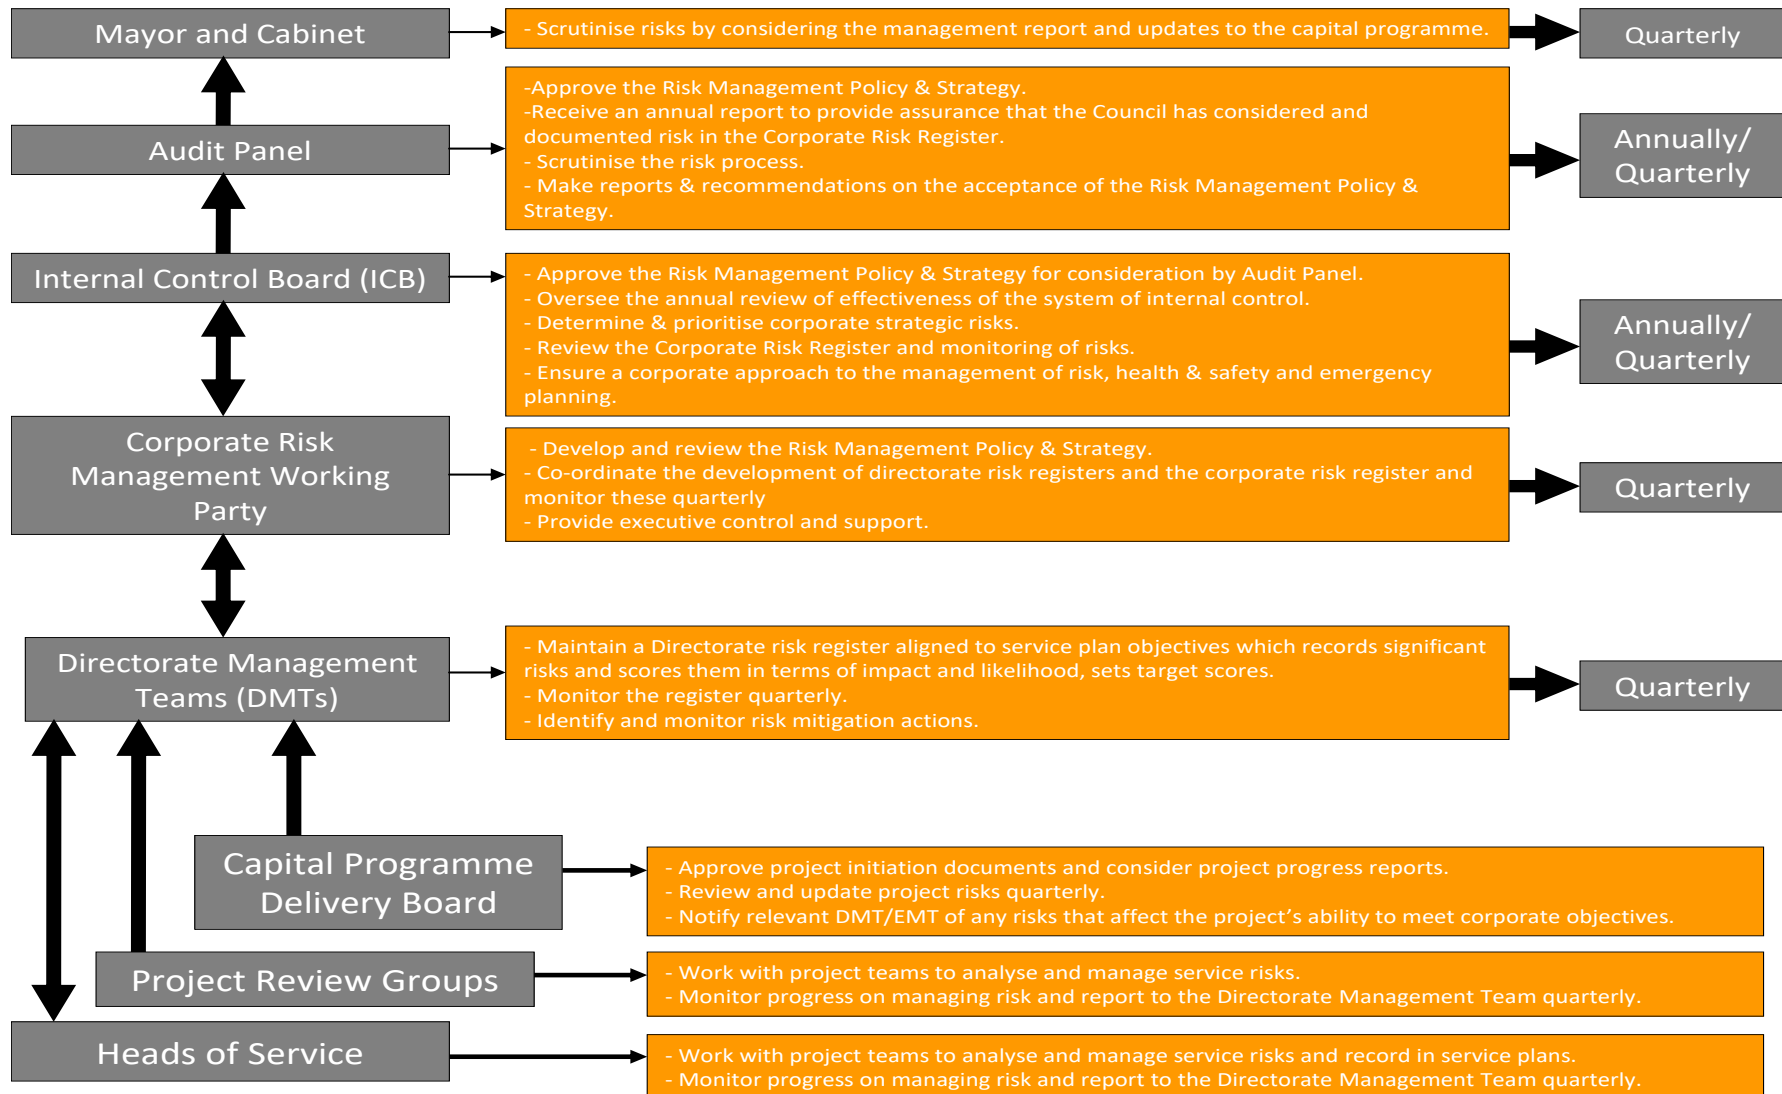 Mayor and Cabinet
- Scrutinise risks by considering the management report and updates to the capital programme.
Quarterly
Audit Panel
-Approve the Risk Management Policy & Strategy.
-Receive an annual report to provide assurance that the Council has considered and
documented risk in the Corporate Risk Register.
- Scrutinise the risk process.
- Make reports & recommendations on the acceptance of the Risk Management Policy &
Strategy.
Annually/
Quarterly
Internal Control Board (ICB)
- Approve the Risk Management Policy & Strategy for consideration by Audit Panel.
- Oversee the annual review of effectiveness of the system of internal control.
- Determine & prioritise corporate strategic risks.
- Review the Corporate Risk Register and monitoring of risks.
- Ensure a corporate approach to the management of risk, health & safety and emergency
planning.
Annually/
Quarterly
Corporate Risk
Management Working
Party
- Develop and review the Risk Management Policy & Strategy.
- Co-ordinate the development of directorate risk registers and the corporate risk register and
monitor these quarterly
- Provide executive control and support.
Quarterly
Directorate Management
Teams (DMTs)
- Maintain a Directorate risk register aligned to service plan objectives which records significant
risks and scores them in terms of impact and likelihood, sets target scores.
- Monitor the register quarterly.
- Identify and monitor risk mitigation actions.
Quarterly
Capital Programme
Delivery Board
- Approve project initiation documents and consider project progress reports.
- Review and update project risks quarterly.
- Notify relevant DMT/EMT of any risks that affect the project’s ability to meet corporate objectives.
Project Review Groups
- Work with project teams to analyse and manage service risks.
- Monitor progress on managing risk and report to the Directorate Management Team quarterly.
Heads of Service
- Work with project teams to analyse and manage service risks and record in service plans.
- Monitor progress on managing risk and report to the Directorate Management Team quarterly.